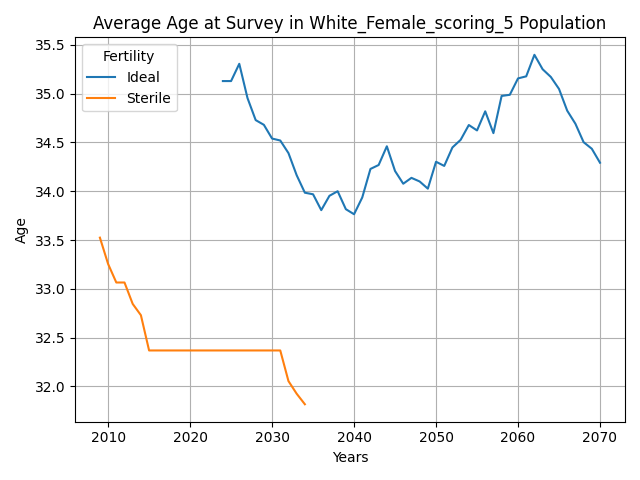 Average Age at Survey in White_Female_scoring_5 Population
Fertility
Ideal
Sterile
Age
35.5
35.0
34.5
34.0
33.5
33.0
32.5
32.0
2010 2020 2030 2040 2050 2060 2070
Years